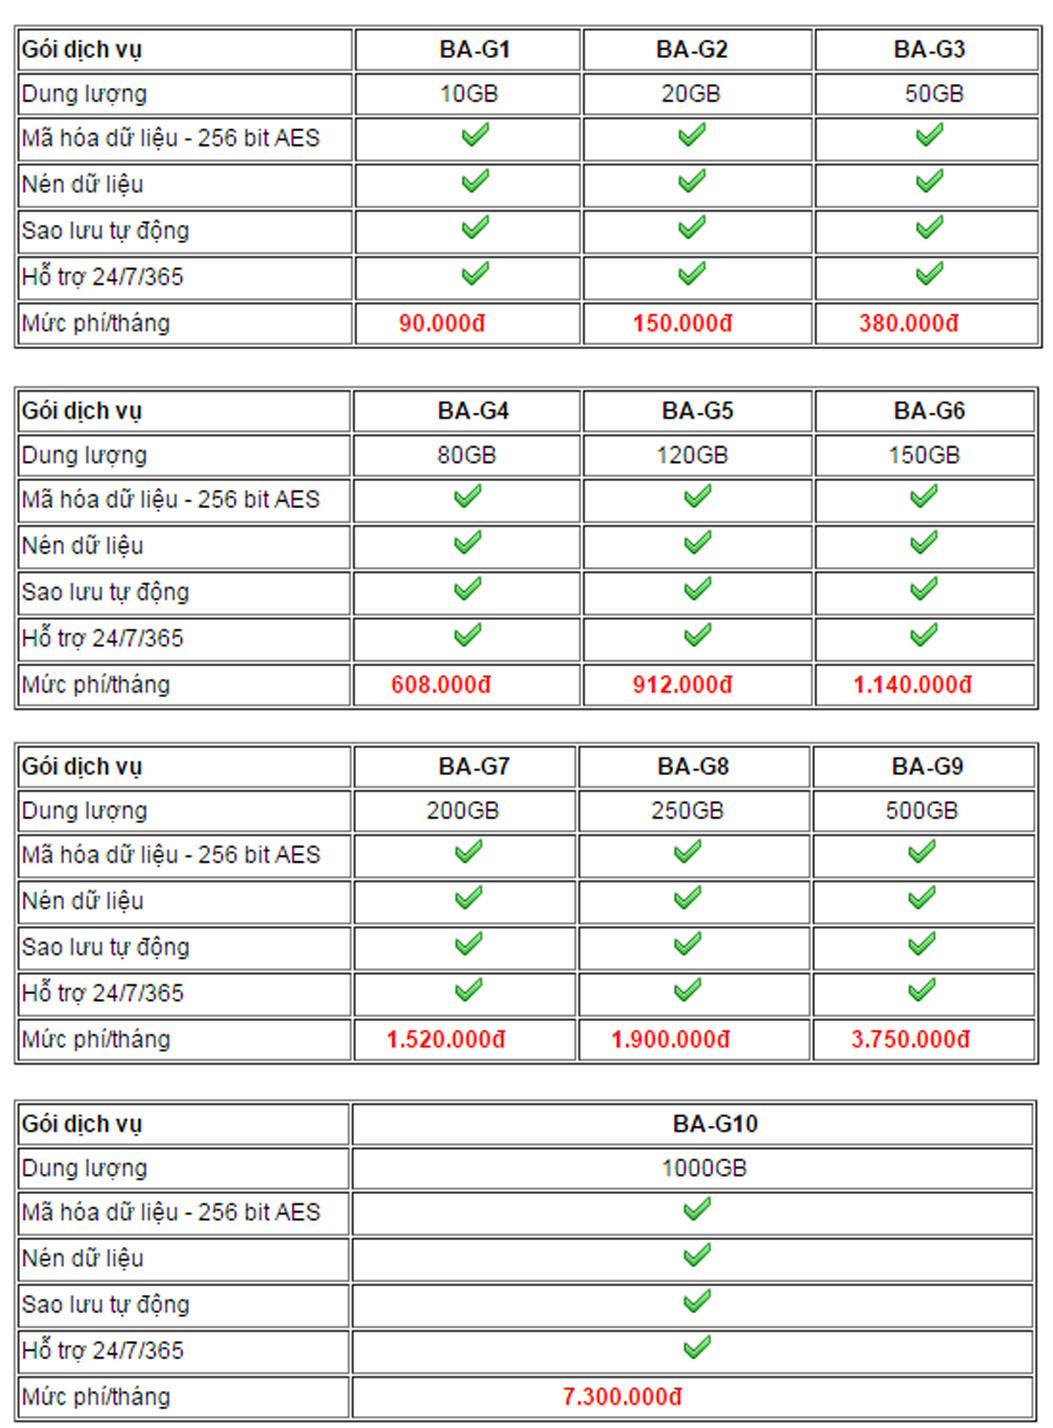 Gói dịch vụ BA-G1 BA-G2 BA-G3
Dung lượng 10GB 20GB 50GB
Mã hóa dữ liệu - 256 bit AES
Nén dữ liệu
Sao lưu tự động
Hỗ trợ 24/7/365
Mức phí/tháng 90.000đ 150.000đ 380.000đ
Gói dịch vụ BA-G4 BA-G5 BA-G6
Dung lượng 80GB 120GB 150GB
Mã hóa dữ liệu - 256 bit AES
Nén dữ liệu
Sao lưu tự động
Hỗ trợ 24/7/365
Mức phí/tháng 608.000đ 912.000đ 1.140.000đ
Gói dịch vụ BA-G7 BA-G8 BA-G9
Dung lượng 200GB 250GB 500GB
Mã hóa dữ liệu - 256 bit AES
Nén dữ liệu
Sao lưu tự động
Hỗ trợ 24/7/365
Mức phí/tháng 1.520.000đ 1.900.000đ 3.750.000đ
Gói dịch vụ BA-G10
Dung lượng 1000GB
Mã hóa dữ liệu - 256 bit AES
Nén dữ liệu
Sao lưu tự động
Hỗ trợ 24/7/365
Mức phí/tháng 7.300.000đ